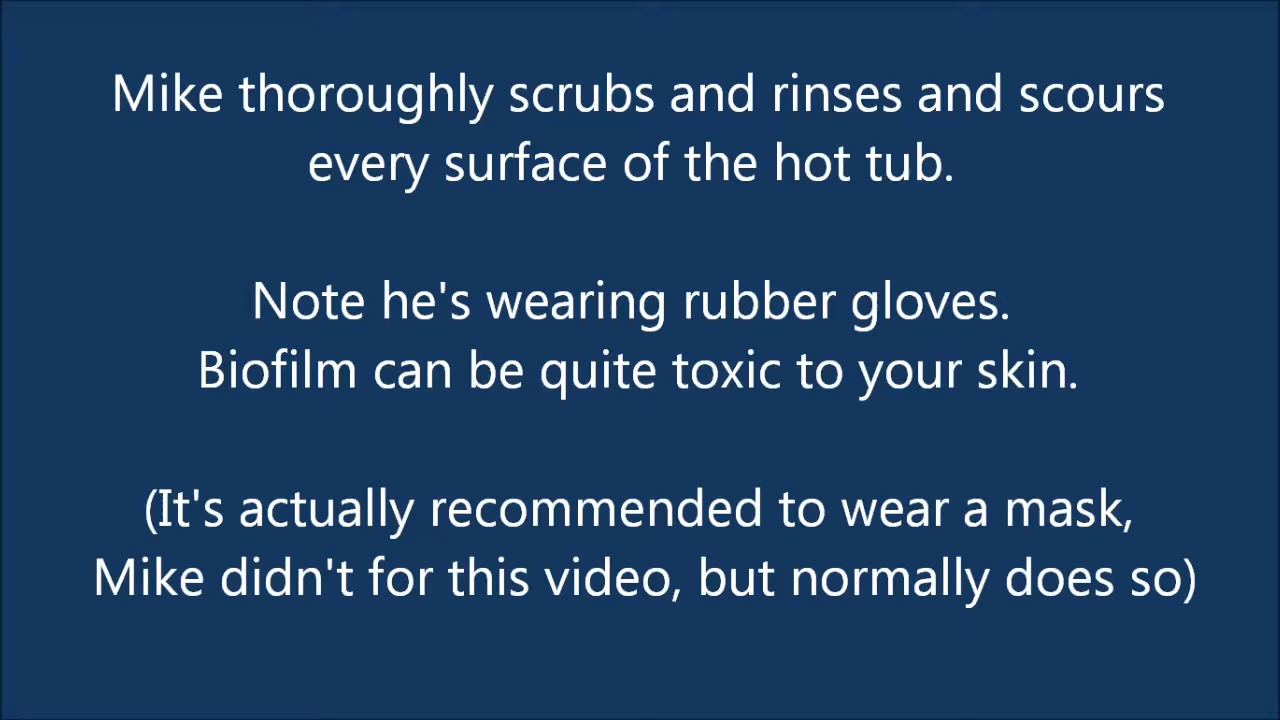 Mike thoroughly scrubs and rinses and scours
every surface of the hot tub.
Note he's wearing rubber gloves.
Biofilm can be quite toxic to your skin.
(It's actually recommended to wear a mask,
Mike didn't for this video, but normally does so)